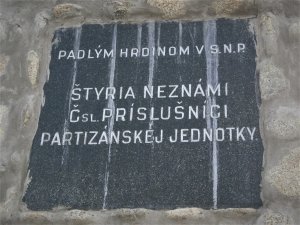 PADLÝM HRDINOM V S.N.P.
ŠTYRIA NEZNÁMI
ČSL. PRÍSLUŠNÍCI
PARTIZÁNSKEJ JEDNOTKY.